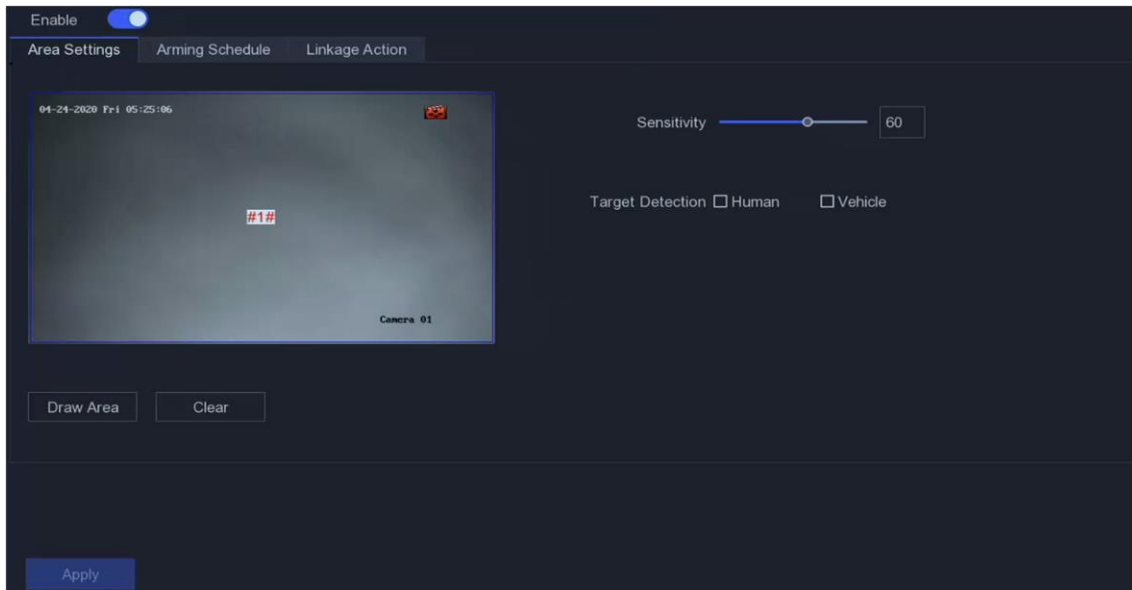 Enable
Area Settings Arming Schedule Linkage Action
04-24-2020 Fri 05:25:06
Sensitivity 60
Target Detection Human Vehicle
#1#
Camera 01
Draw Area Clear
Apply